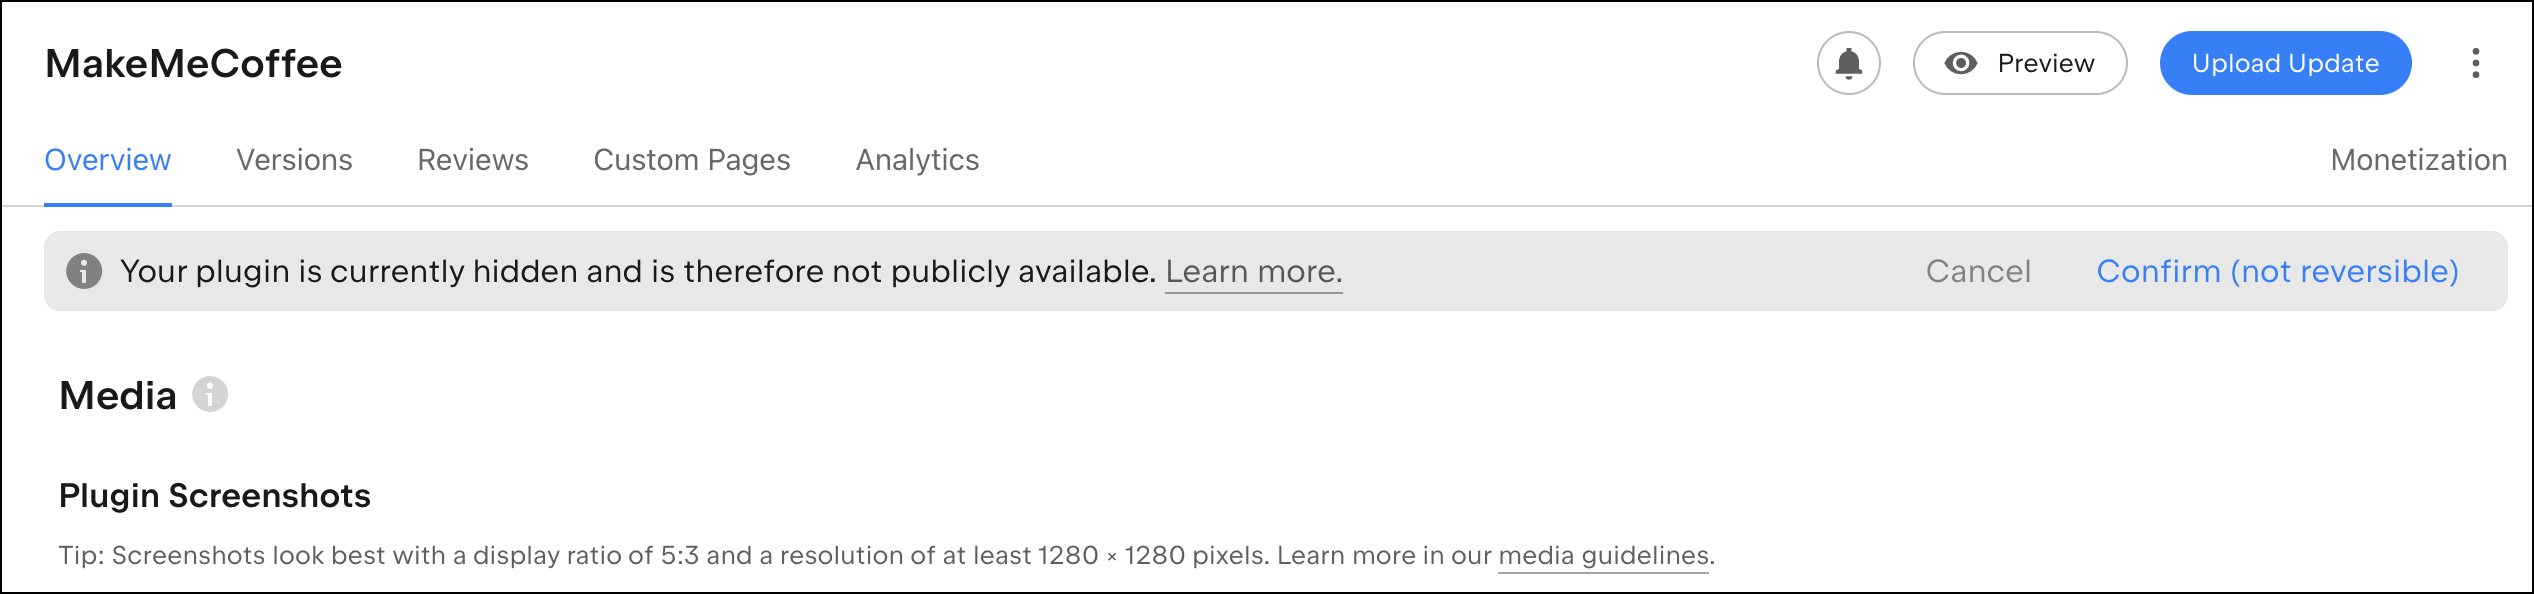 MakeMeCoffee
Preview
Upload Update
Overview
Versions
Reviews
Custom Pages
Analytics
Monetization
Your plugin is currently hidden and is therefore not publicly available. Learn more.
Cancel
Confirm (not reversible)
Media
Plugin Screenshots
Tip: Screenshots look best with a display ratio of 5:3 and a resolution of at least 1280 × 1280 pixels. Learn more in our media guidelines.